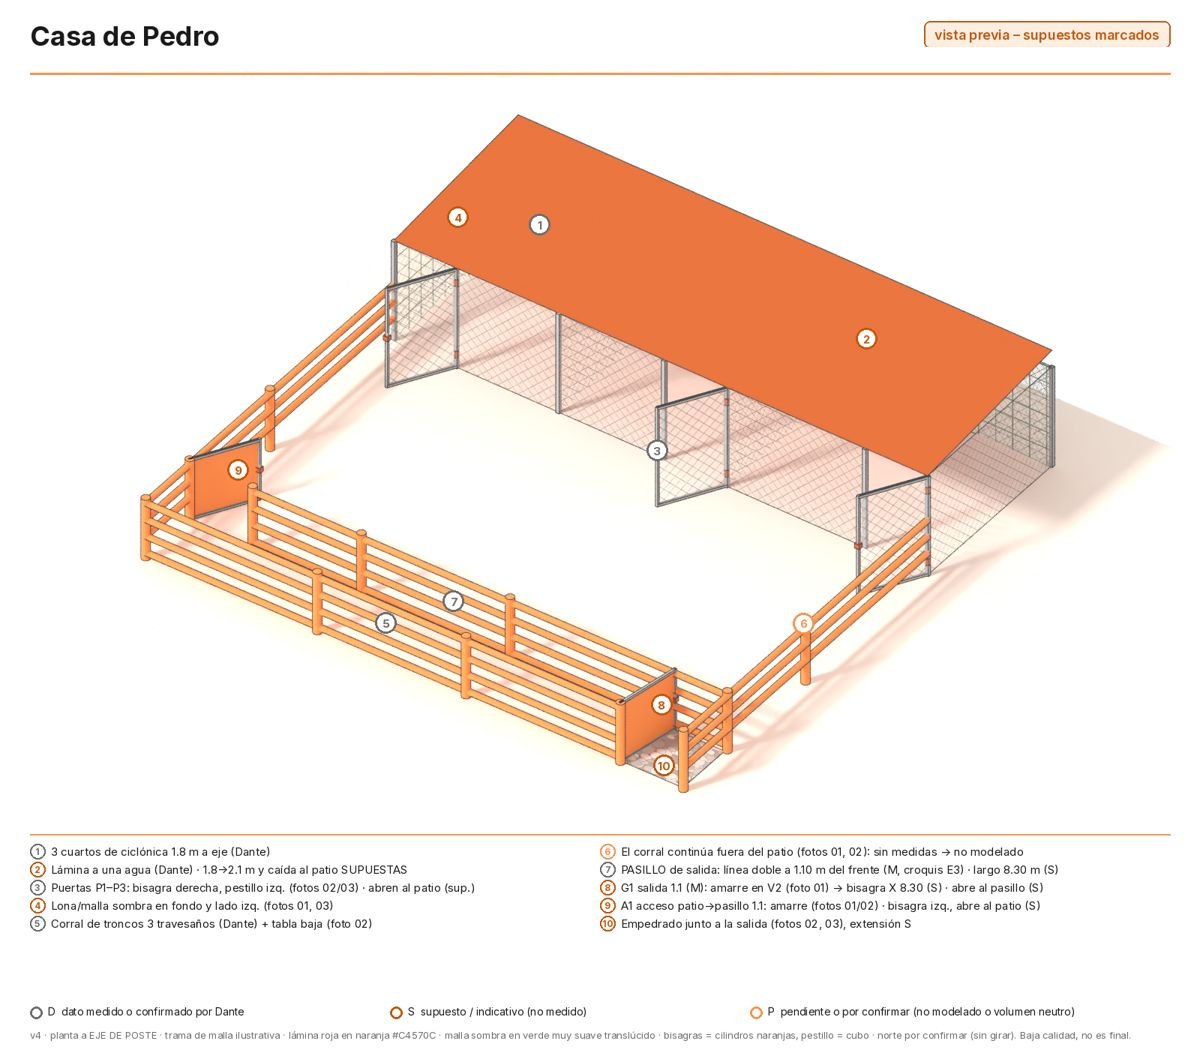 Casa de Pedro
vista previa – supuestos marcados
4
1
2
3
9
7
5
6
8
10
1 3 cuartos de ciclónica 1.8 m a eje (Dante)
2 Lámina a una agua (Dante) · 1.8→2.1 m y caída al patio SUPUESTAS
3 Puertas P1–P3: bisagra derecha, pestillo izq. (fotos 02/03) · abren al patio (sup.)
4 Lona/malla sombra en fondo y lado izq. (fotos 01, 03)
5 Corral de troncos 3 travesaños (Dante) + tabla baja (foto 02)
6 El corral continúa fuera del patio (fotos 01, 02): sin medidas → no modelado
7 PASILLO de salida: línea doble a 1.10 m del frente (M, croquis E3) · largo 8.30 m (S)
8 G1 salida 1.1 (M): amarre en V2 (foto 01) → bisagra X 8.30 (S) · abre al pasillo (S)
9 A1 acceso patio→pasillo 1.1: amarre (fotos 01/02) · bisagra izq., abre al patio (S)
10 Empedrado junto a la salida (fotos 02, 03), extensión S
D dato medido o confirmado por Dante
S supuesto / indicativo (no medido)
P pendiente o por confirmar (no modelado o volumen neutro)
v4 · planta a EJE DE POSTE · trama de malla ilustrativa · lámina roja en naranja #C4570C · malla sombra en verde muy suave translúcido · bisagras = cilindros naranjas, pestillo = cubo · norte por confirmar (sin girar). Baja calidad, no es final.